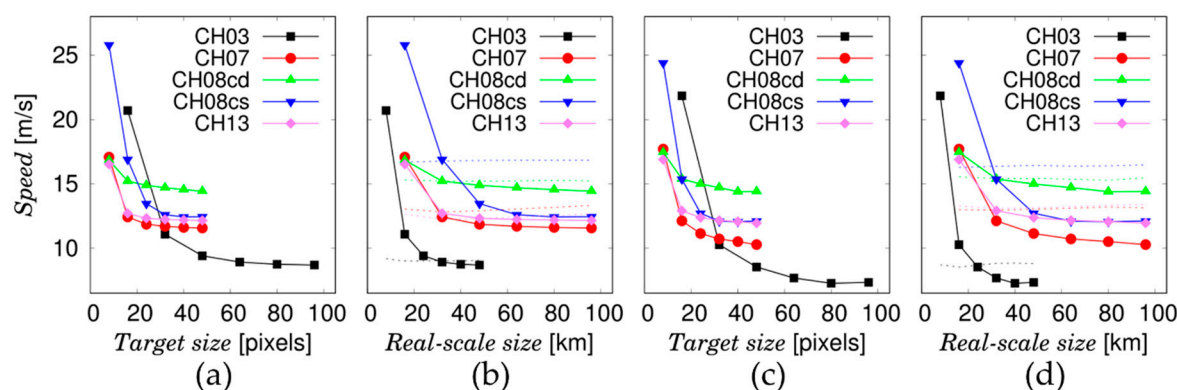 25
20
15
10
Speed [m/s]
CH03
CH07
CH08cd
CH08cs
CH13
0 20 40 60 80 100
Target size [pixels]
(a)
CH03
CH07
CH08cd
CH08cs
CH13
0 20 40 60 80 100
Real-scale size [km]
(b)
CH03
CH07
CH08cd
CH08cs
CH13
0 20 40 60 80 100
Target size [pixels]
(c)
CH03
CH07
CH08cd
CH08cs
CH13
0 20 40 60 80 100
Real-scale size [km]
(d)